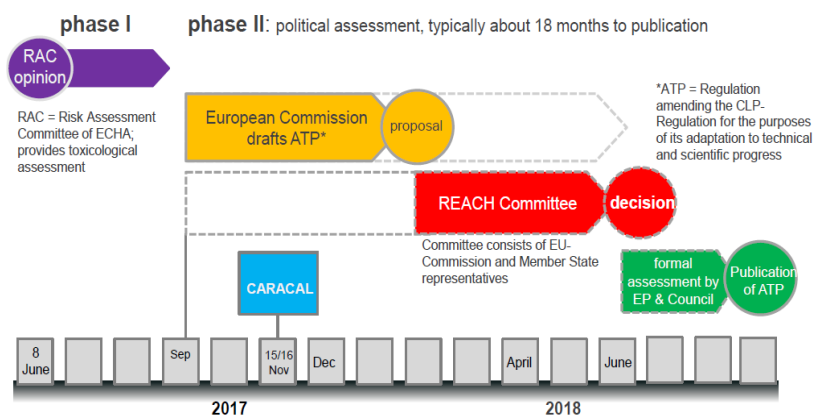 phase I
phase II: political assessment, typically about 18 months to publication
RAC
opinion
RAC = Risk Assessment
Committee of ECHA;
provides toxicological
assessment
European Commission
drafts ATP*
proposal
*ATP = Regulation
amending the CLP-
Regulation for the purposes
of its adaptation to technical
and scientific progress
REACH Committee
decision
Committee consists of EU-
Commission and Member State
representatives
CARACAL
formal
assessment by
EP & Council
Publication
of ATP
8
June
Sep
15/16
Nov
Dec
April
June
2017
2018